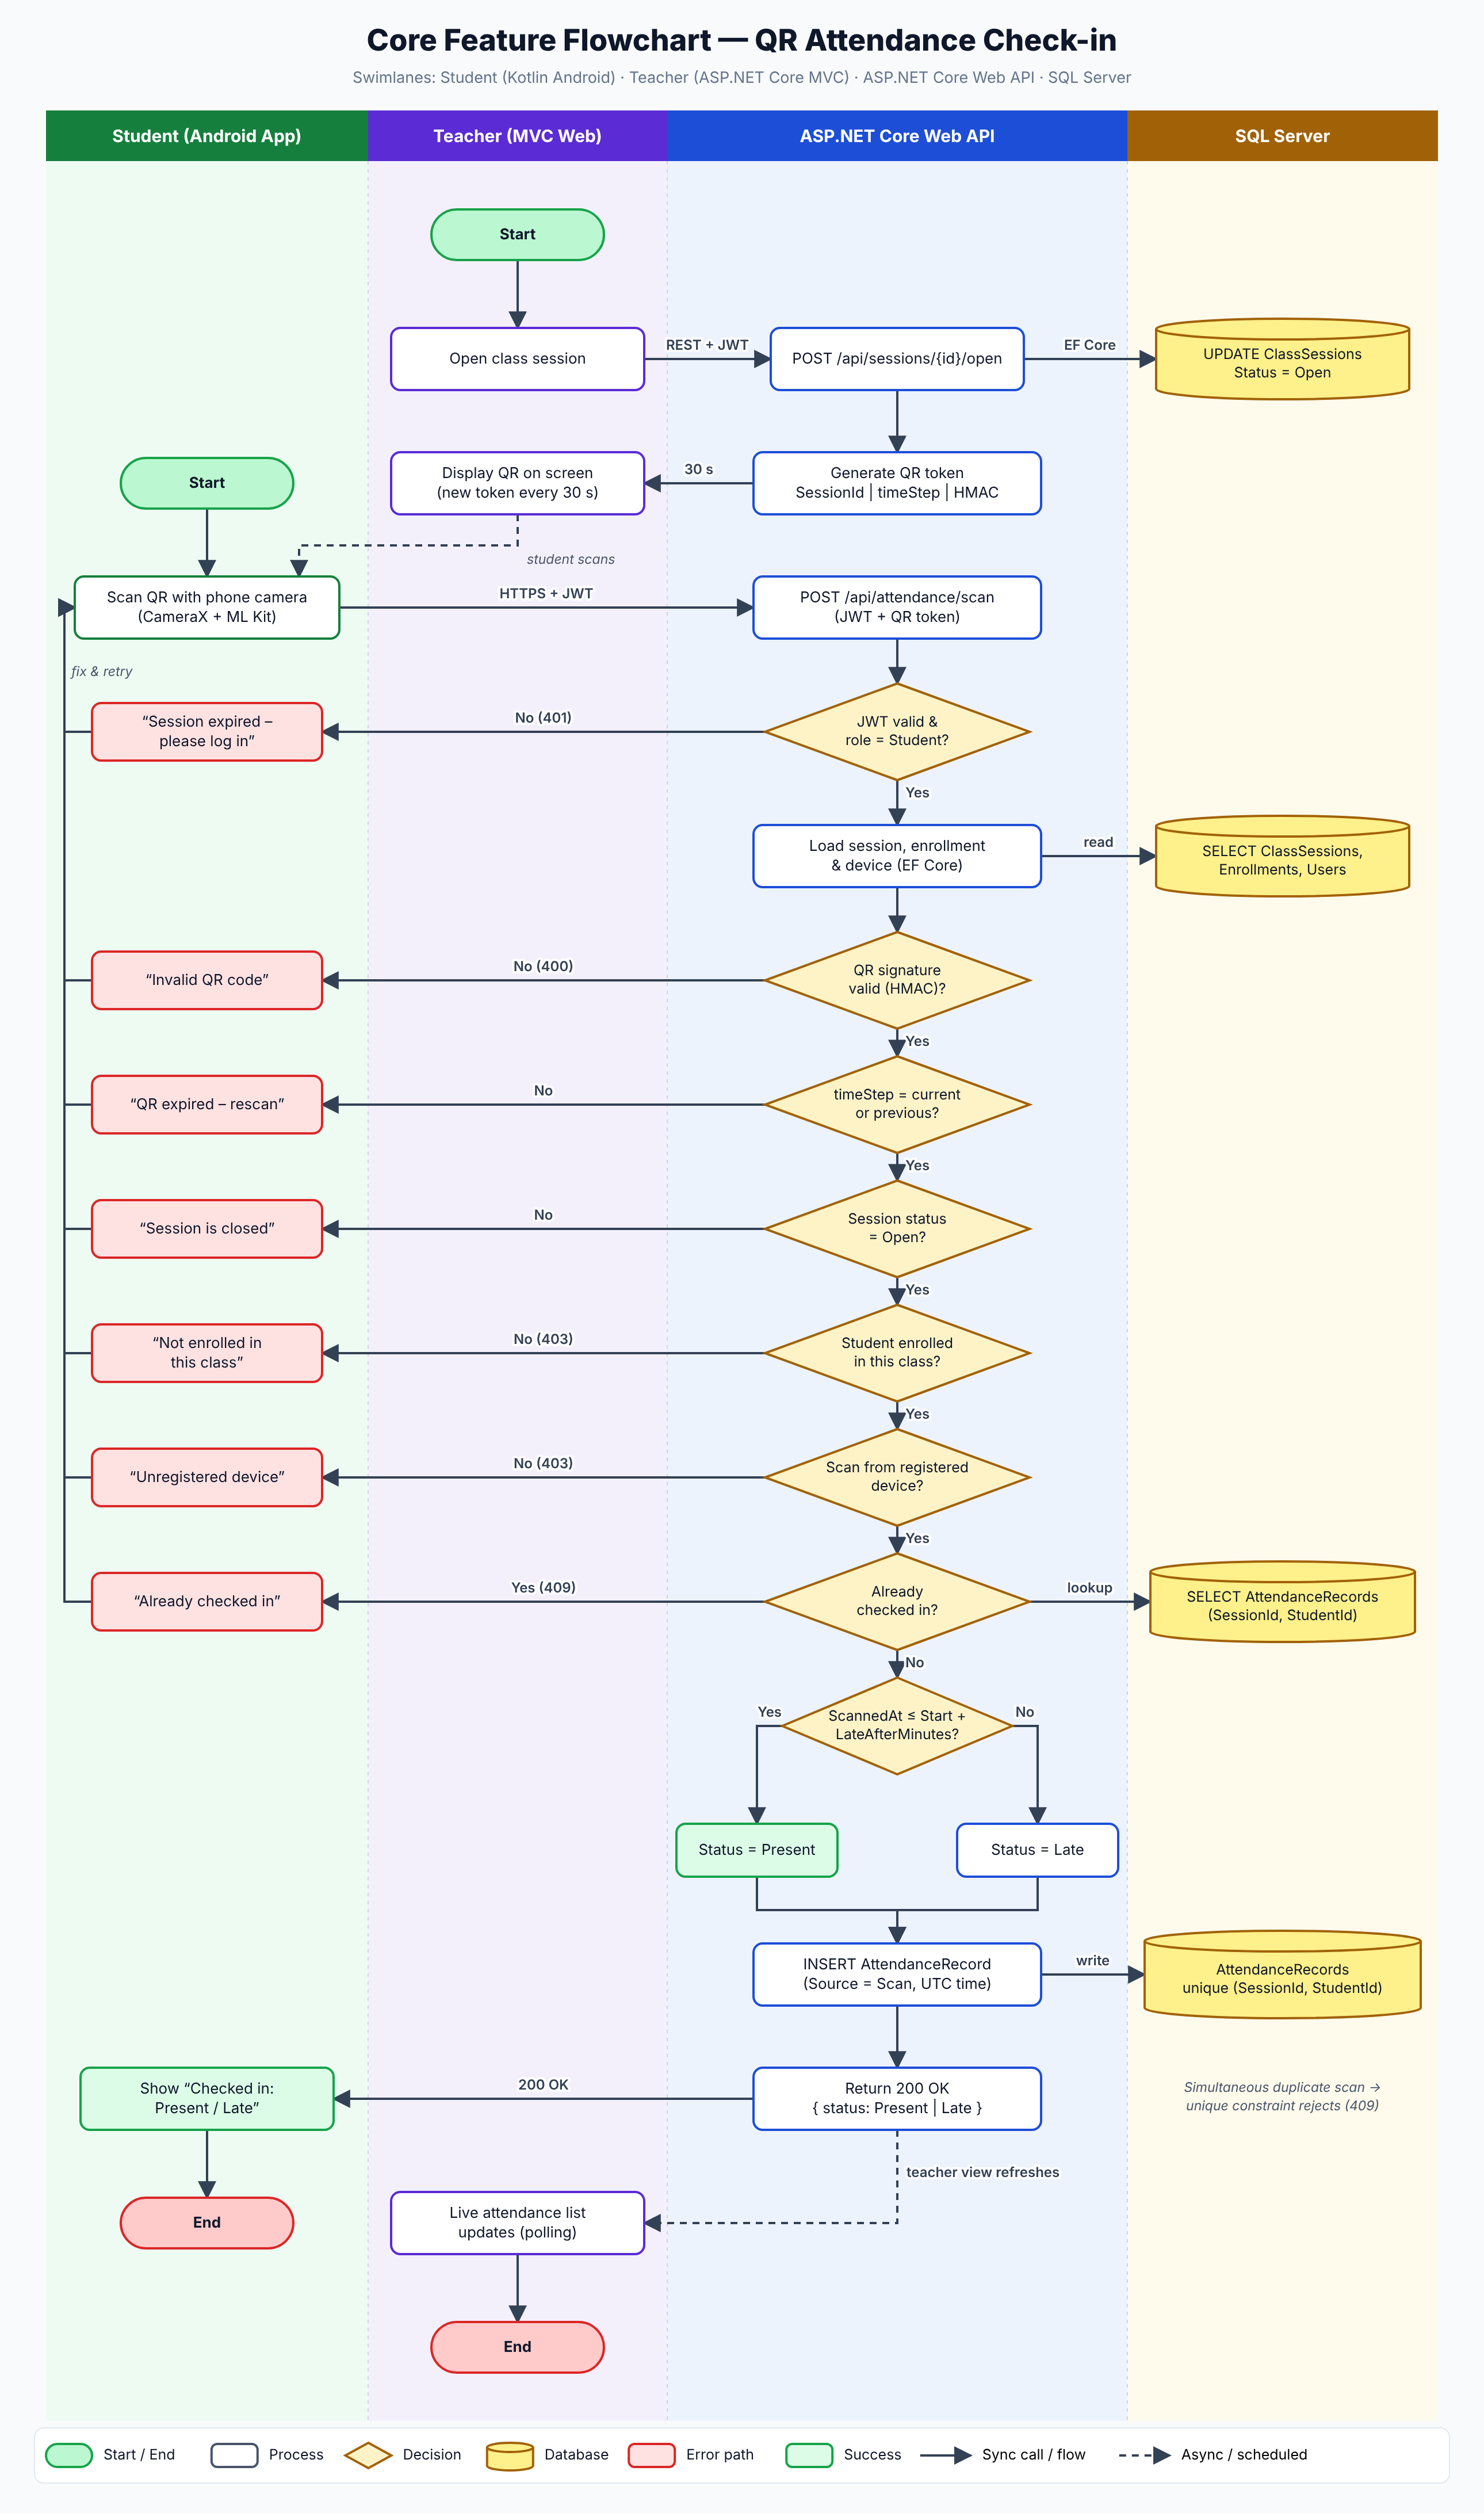 Core Feature Flowchart — QR Attendance Check-in
Swimlanes: Student (Kotlin Android) · Teacher (ASP.NET Core MVC) · ASP.NET Core Web API · SQL Server
Student (Android App)
Teacher (MVC Web)
ASP.NET Core Web API
SQL Server
Start
Open class session
REST + JWT
POST /api/sessions/{id}/open
EF Core
UPDATE ClassSessions
Status = Open
Start
Display QR on screen
(new token every 30 s)
30 s
Generate QR token
SessionId | timeStep | HMAC
student scans
Scan QR with phone camera
(CameraX + ML Kit)
HTTPS + JWT
POST /api/attendance/scan
(JWT + QR token)
fix & retry
“Session expired –
please log in”
No (401)
JWT valid &
role = Student?
Yes
Load session, enrollment
& device (EF Core)
read
SELECT ClassSessions,
Enrollments, Users
“Invalid QR code”
No (400)
QR signature
valid (HMAC)?
Yes
“QR expired – rescan”
No
timeStep = current
or previous?
Yes
“Session is closed”
No
Session status
= Open?
Yes
“Not enrolled in
this class”
No (403)
Student enrolled
in this class?
Yes
“Unregistered device”
No (403)
Scan from registered
device?
Yes
“Already checked in”
Yes (409)
Already
checked in?
lookup
SELECT AttendanceRecords
(SessionId, StudentId)
No
Yes
ScannedAt ≤ Start +
LateAfterMinutes?
No
Status = Present
Status = Late
INSERT AttendanceRecord
(Source = Scan, UTC time)
write
AttendanceRecords
unique (SessionId, StudentId)
Show “Checked in:
Present / Late”
200 OK
Return 200 OK
{ status: Present | Late }
Simultaneous duplicate scan →
unique constraint rejects (409)
teacher view refreshes
End
Live attendance list
updates (polling)
End
Start / End
Process
Decision
Database
Error path
Success
Sync call / flow
Async / scheduled